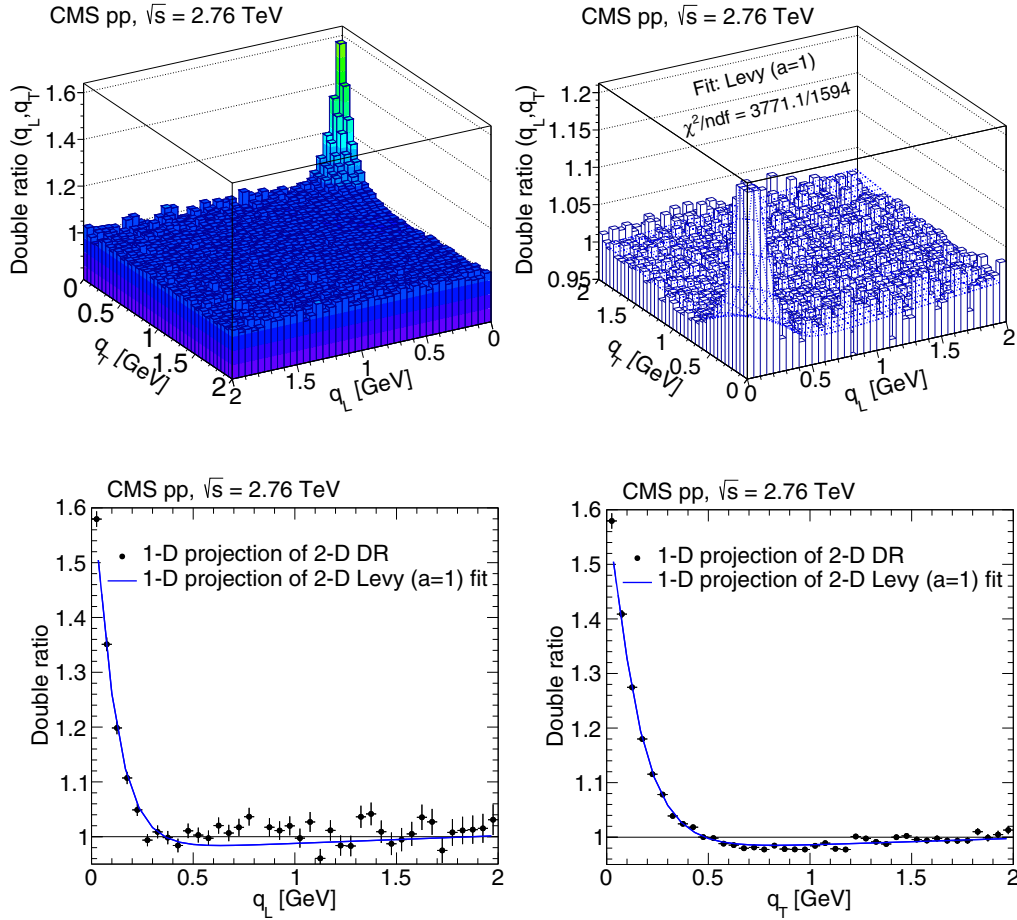 CMS pp, √s = 2.76 TeV
Double ratio (q_L,q_T)
1.6
1.4
1.2
1
0
0.5
1
1.5
2
q_T [GeV]
2
1.5
1
0.5
0
q_L [GeV]
CMS pp, √s = 2.76 TeV
Fit: Levy (a=1)
χ²/ndf = 3771.1/1594
Double ratio (q_L,q_T)
1.2
1.15
1.1
1.05
1
0.95
2
1.5
1
0.5
0
q_T [GeV]
0
0.5
1
1.5
2
q_L [GeV]
CMS pp, √s = 2.76 TeV
1-D projection of 2-D DR
1-D projection of 2-D Levy (a=1) fit
Double ratio
1.6
1.5
1.4
1.3
1.2
1.1
1
0
0.5
1
1.5
2
q_L [GeV]
CMS pp, √s = 2.76 TeV
1-D projection of 2-D DR
1-D projection of 2-D Levy (a=1) fit
Double ratio
1.6
1.5
1.4
1.3
1.2
1.1
1
0
0.5
1
1.5
2
q_T [GeV]